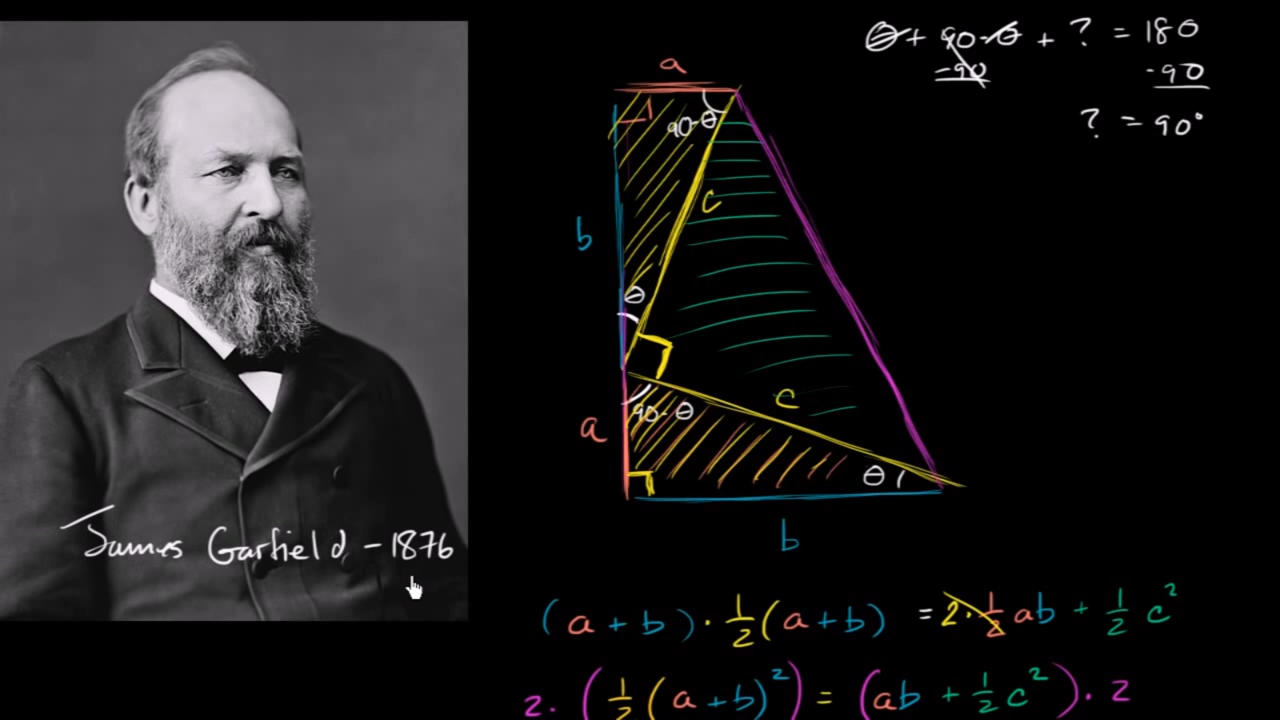 θ + 90 - θ + ? = 180
-90 -90
? = 90°
a
90-θ
c
b
θ
c
90-θ
a
θ
b
James Garfield - 1876
(a + b) · 1/2 (a + b) = 2 · 1/2 ab + 1/2 c²
2 · (1/2 (a + b)²) = (ab + 1/2 c²) · 2